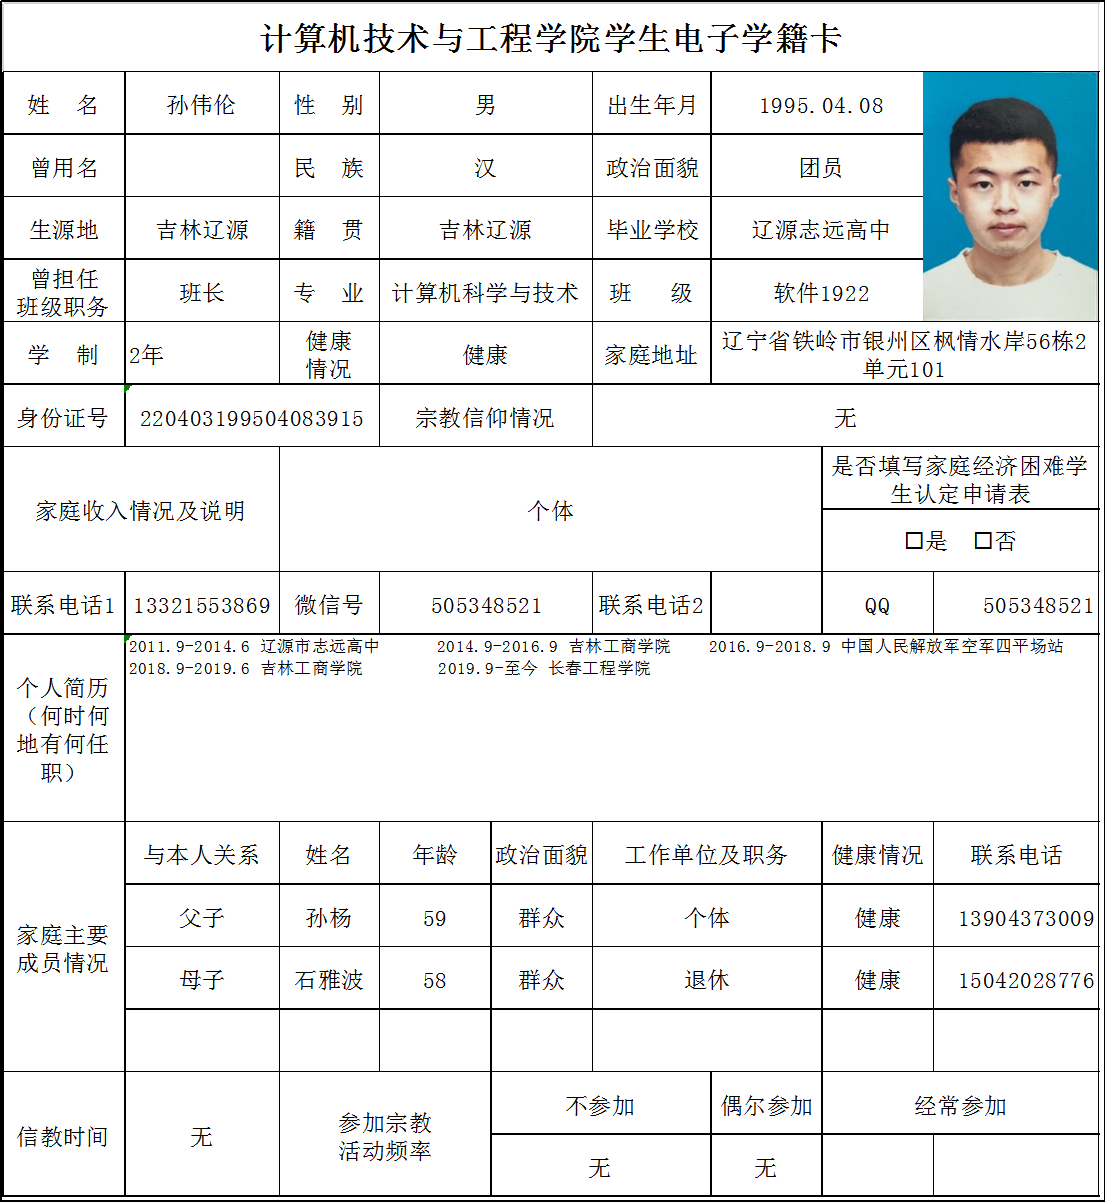 计算机技术与工程学院学生电子学籍卡
姓 名 孙伟伦 性 别 男 出生年月 1995.04.08
曾用名 民 族 汉 政治面貌 团员
生源地 吉林辽源 籍 贯 吉林辽源 毕业学校 辽源志远高中
曾担任
班级职务 班长 专 业 计算机科学与技术 班 级 软件1922
学 制 2年 健康
情况 健康 家庭地址 辽宁省铁岭市银州区枫情水岸56栋2
单元101
身份证号 220403199504083915 宗教信仰情况 无
家庭收入情况及说明 个体 是否填写家庭经济困难学
生认定申请表
□是 □否
联系电话1 13321553869 微信号 505348521 联系电话2 QQ 505348521
个人简历
（何时何
地有何任
职）
2011.9-2014.6 辽源市志远高中 2014.9-2016.9 吉林工商学院 2016.9-2018.9 中国人民解放军空军四平场站
2018.9-2019.6 吉林工商学院 2019.9-至今 长春工程学院
家庭主要
成员情况
与本人关系 姓名 年龄 政治面貌 工作单位及职务 健康情况 联系电话
父子 孙杨 59 群众 个体 健康 13904373009
母子 石雅波 58 群众 退休 健康 15042028776
信教时间 无 参加宗教
活动频率
不参加 偶尔参加 经常参加
无 无